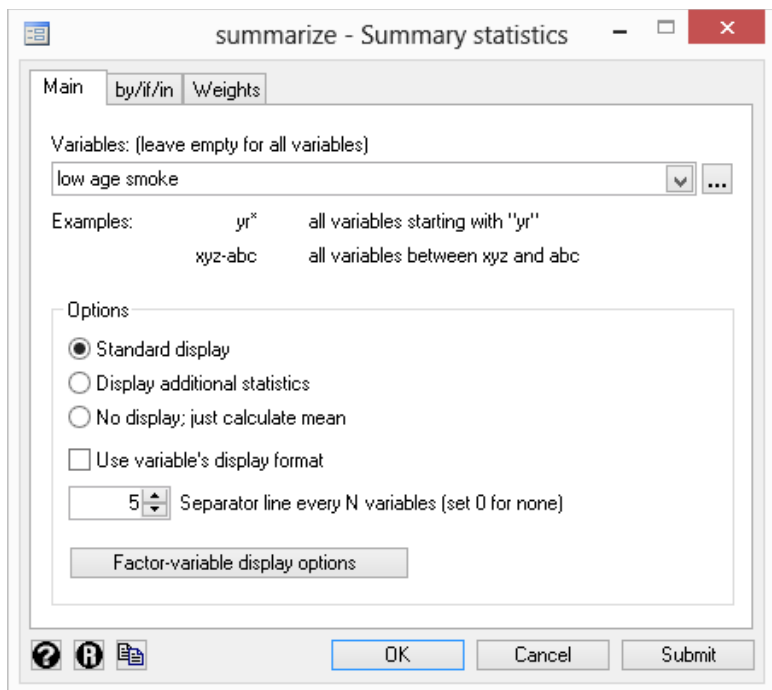 summarize - Summary statistics
Main by/if/in Weights
Variables: (leave empty for all variables)
low age smoke ...
Examples: yr* all variables starting with "yr"
xyz-abc all variables between xyz and abc
Options
Standard display
Display additional statistics
No display; just calculate mean
Use variable's display format
5 Separator line every N variables (set 0 for none)
Factor-variable display options
? R OK Cancel Submit